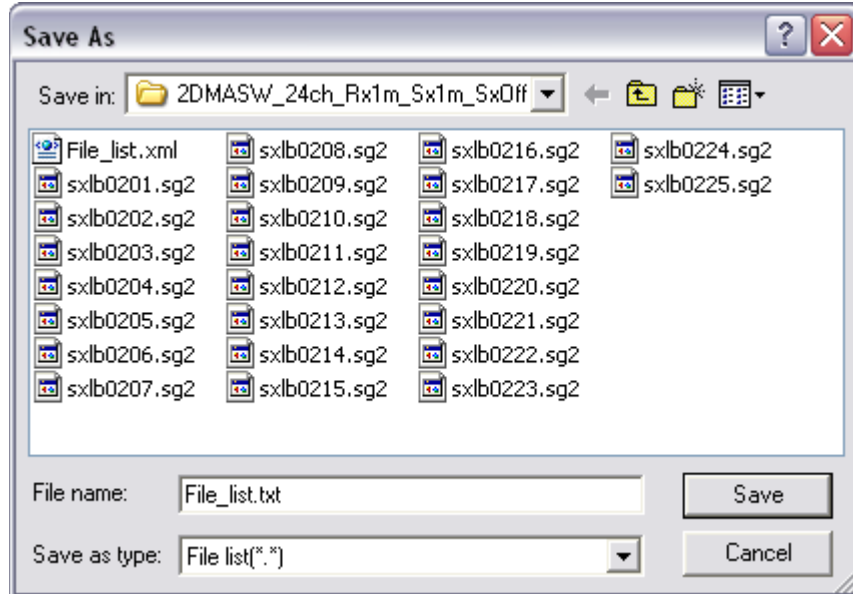 Save As
Save in: 2DMASW_24ch_Rx1m_Sx1m_SxOff
File_list.xml sxlb0208.sg2 sxlb0216.sg2 sxlb0224.sg2
sxlb0201.sg2 sxlb0209.sg2 sxlb0217.sg2 sxlb0225.sg2
sxlb0202.sg2 sxlb0210.sg2 sxlb0218.sg2
sxlb0203.sg2 sxlb0211.sg2 sxlb0219.sg2
sxlb0204.sg2 sxlb0212.sg2 sxlb0220.sg2
sxlb0205.sg2 sxlb0213.sg2 sxlb0221.sg2
sxlb0206.sg2 sxlb0214.sg2 sxlb0222.sg2
sxlb0207.sg2 sxlb0215.sg2 sxlb0223.sg2
File name: File_list.txt Save
Save as type: File list(*.*) Cancel